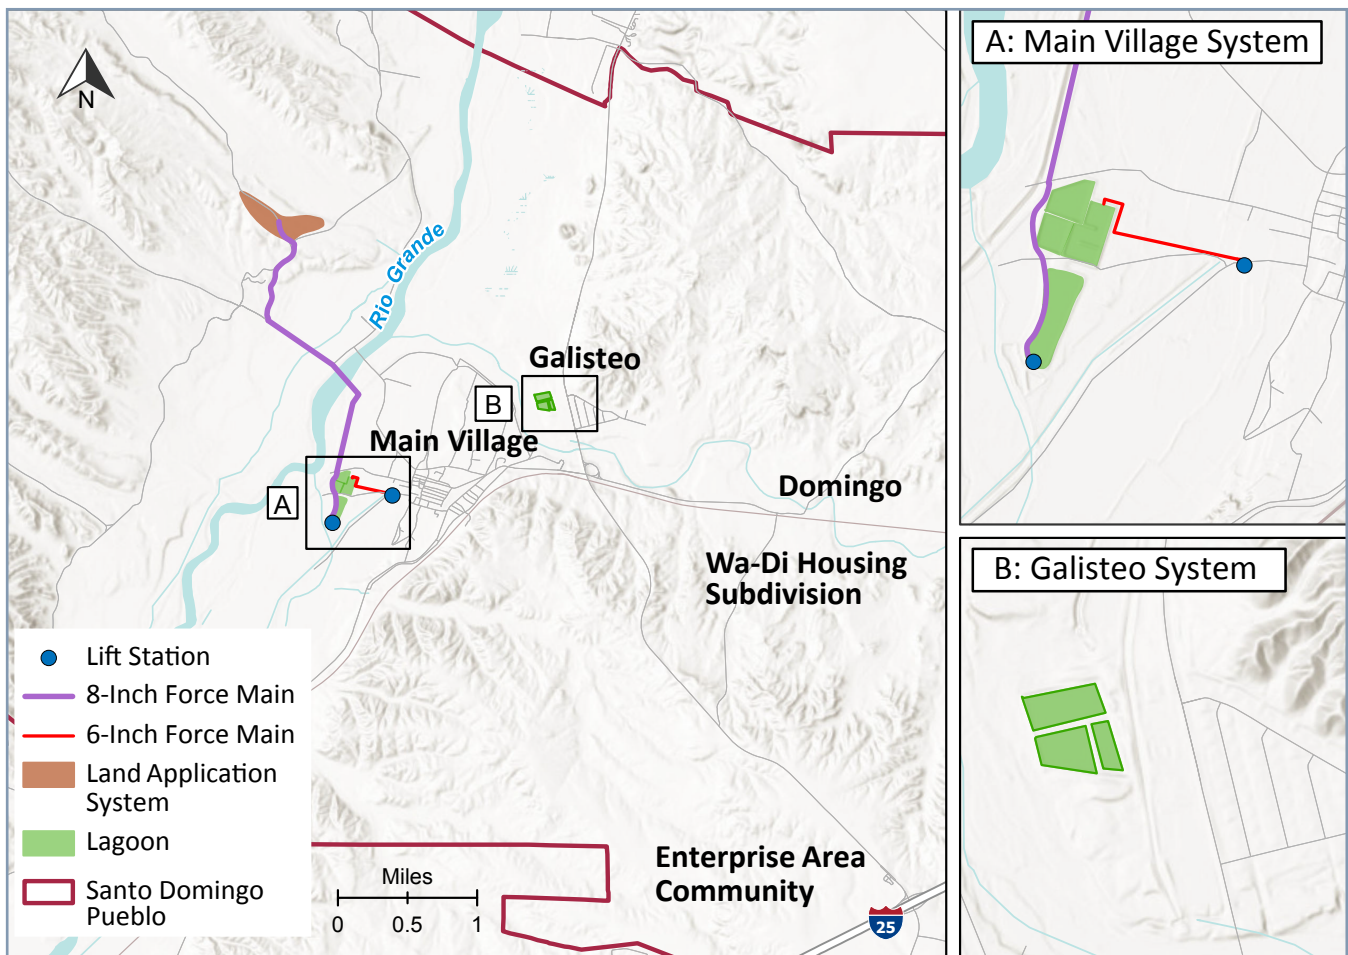 N
Rio Grande
Galisteo
B
Main Village
A
Domingo
Wa-Di Housing
Subdivision
Enterprise Area
Community
25
Lift Station
8-Inch Force Main
6-Inch Force Main
Land Application
System
Lagoon
Santo Domingo
Pueblo
Miles
0 0.5 1
A: Main Village System
B: Galisteo System